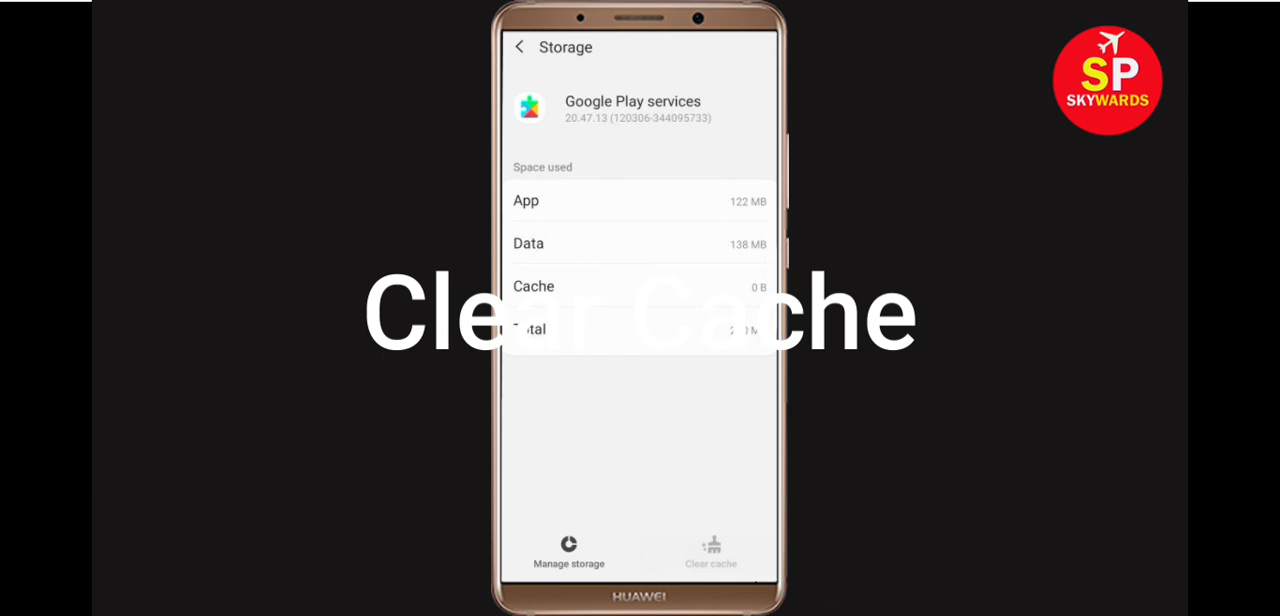 Storage
Google Play services
20.47.13 (120306-344095733)
Space used
App 122 MB
Data 138 MB
Cache 0 B
Clear Cache
Manage storage
Clear cache
HUAWEI
SP
SKYWARDS